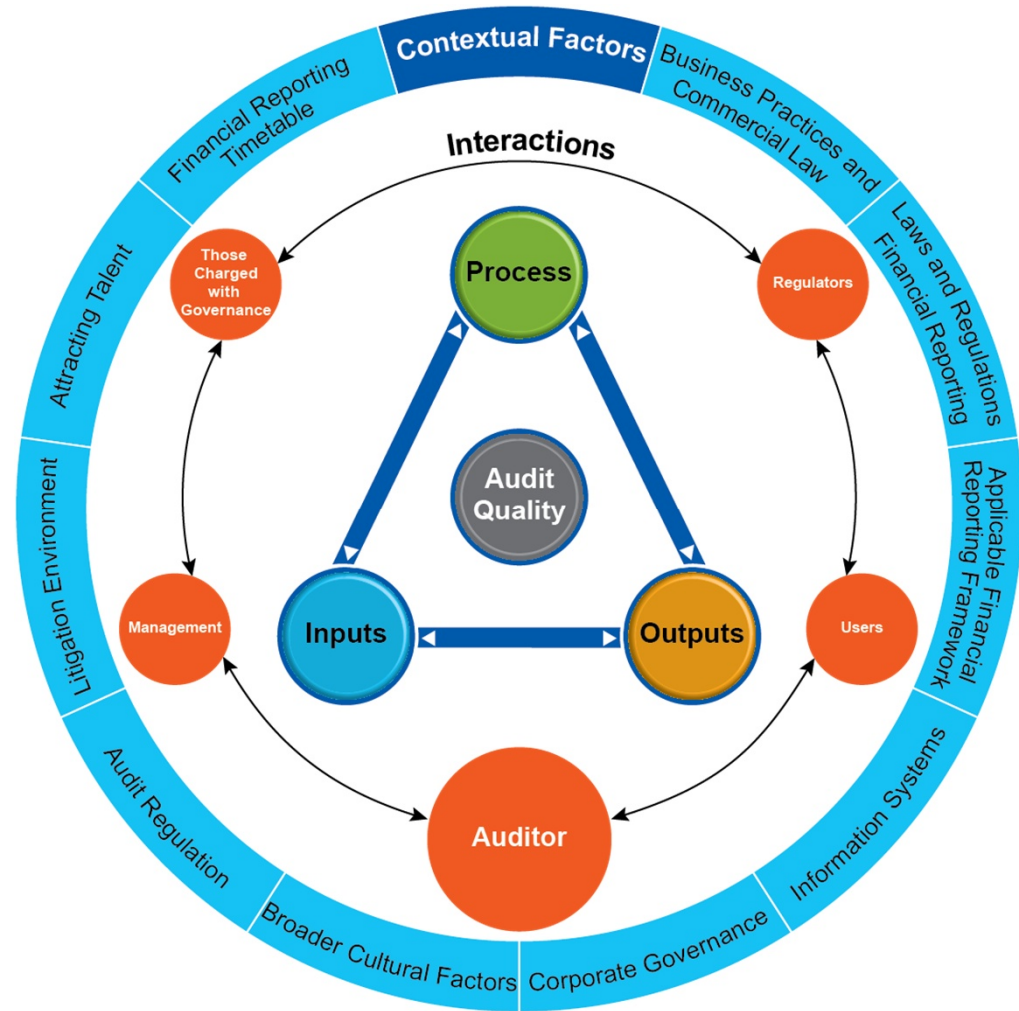 Contextual Factors
Business Practices and
Commercial Law
Laws and Regulations
Financial Reporting
Applicable Financial
Reporting Framework
Information Systems
Corporate Governance
Broader Cultural Factors
Audit Regulation
Litigation Environment
Attracting Talent
Financial Reporting
Timetable
Interactions
Those
Charged
with
Governance
Regulators
Management
Users
Auditor
Process
Audit
Quality
Inputs
Outputs